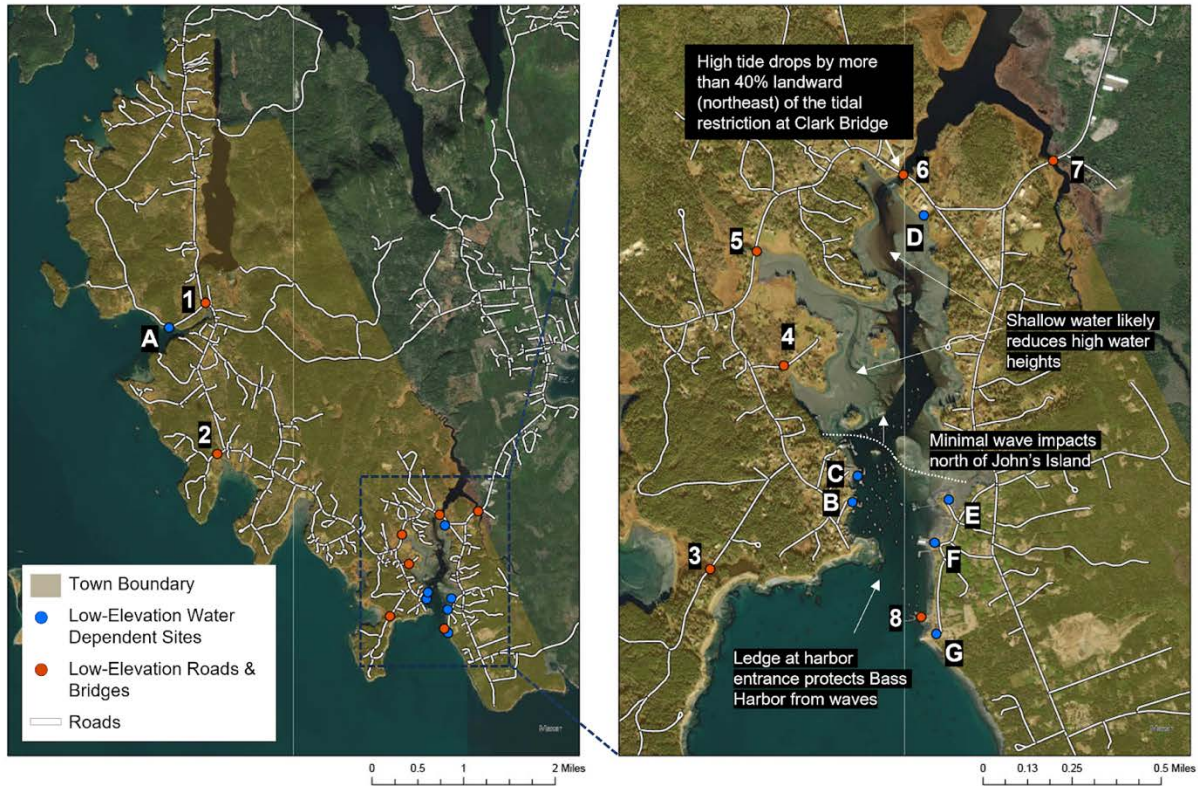 1
A
2
Town Boundary
Low-Elevation Water
Dependent Sites
Low-Elevation Roads &
Bridges
Roads
0 0.5 1 2 Miles
High tide drops by more
than 40% landward
(northeast) of the tidal
restriction at Clark Bridge
6
7
D
5
Shallow water likely
reduces high water
heights
4
Minimal wave impacts
north of John's Island
C
B
E
F
3
8
G
Ledge at harbor
entrance protects Bass
Harbor from waves
0 0.13 0.25 0.5 Miles